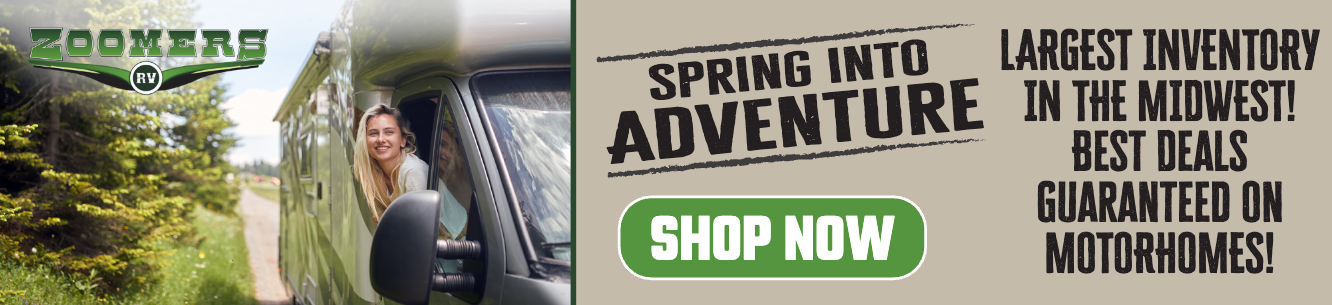 ZOOMERS
RV
SPRING INTO
ADVENTURE
SHOP NOW
LARGEST INVENTORY
IN THE MIDWEST!
BEST DEALS
GUARANTEED ON
MOTORHOMES!